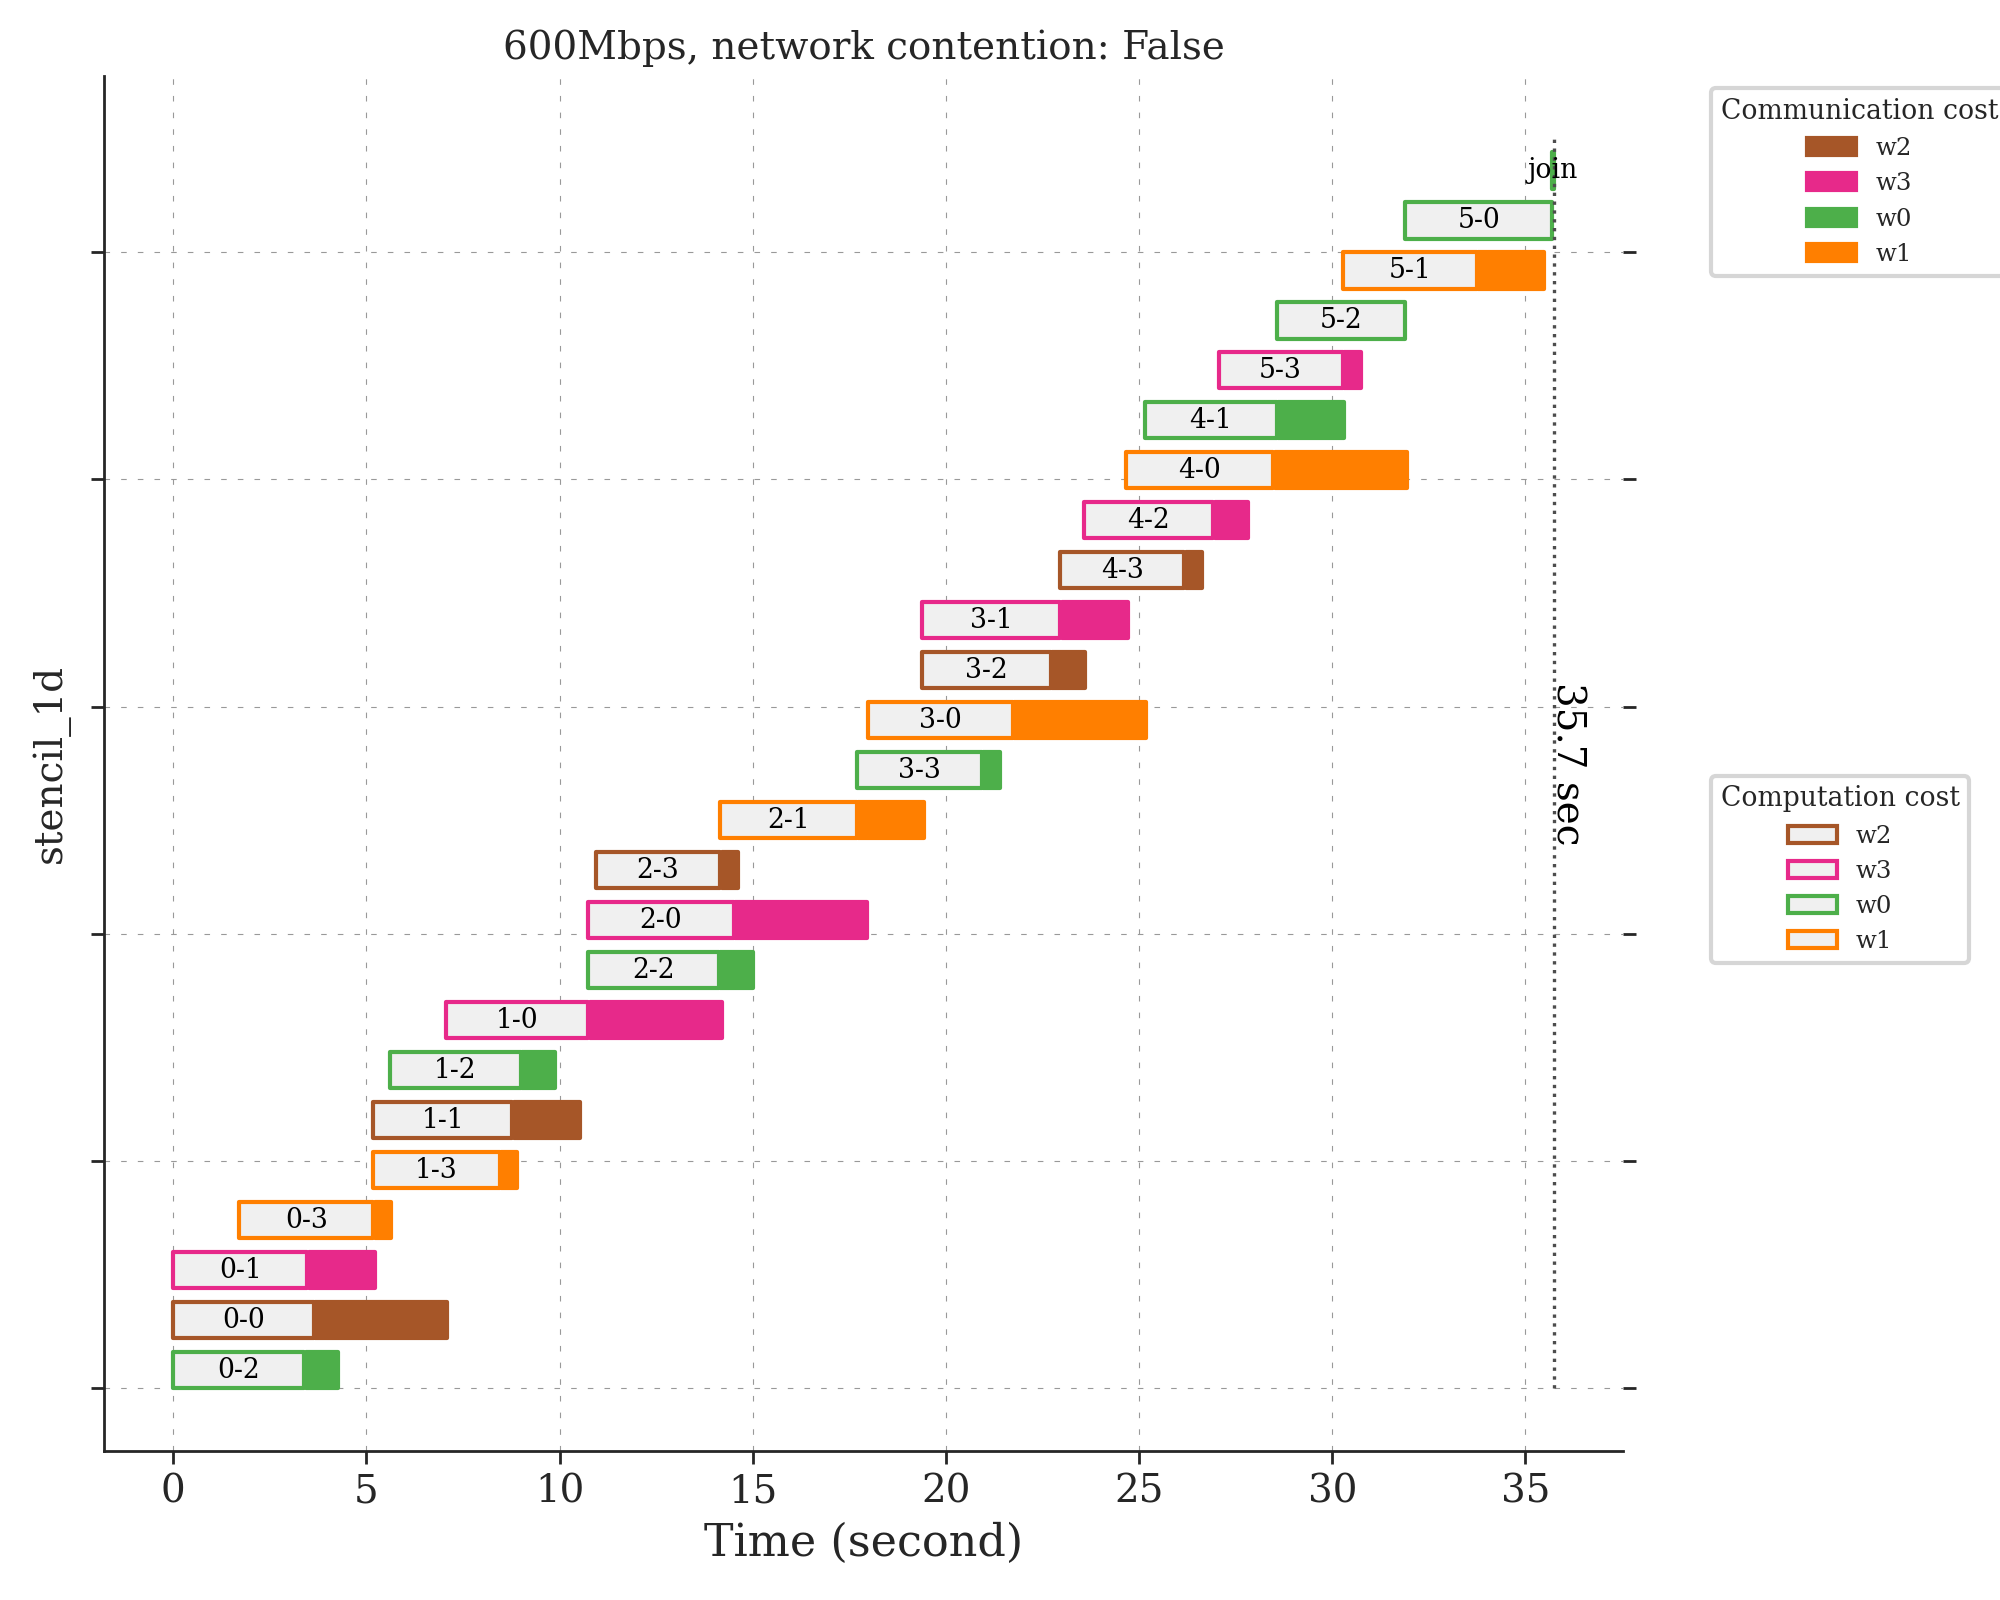 600Mbps, network contention: False
Communication cost
w2
w3
w0
w1
join
5-0
5-1
5-2
5-3
4-1
4-0
4-2
4-3
3-1
3-2
3-0
3-3
2-1
2-3
2-0
2-2
1-0
1-2
1-1
1-3
0-3
0-1
0-0
0-2
35.7 sec
stencil_1d
Computation cost
w2
w3
w0
w1
0 5 10 15 20 25 30 35
Time (second)